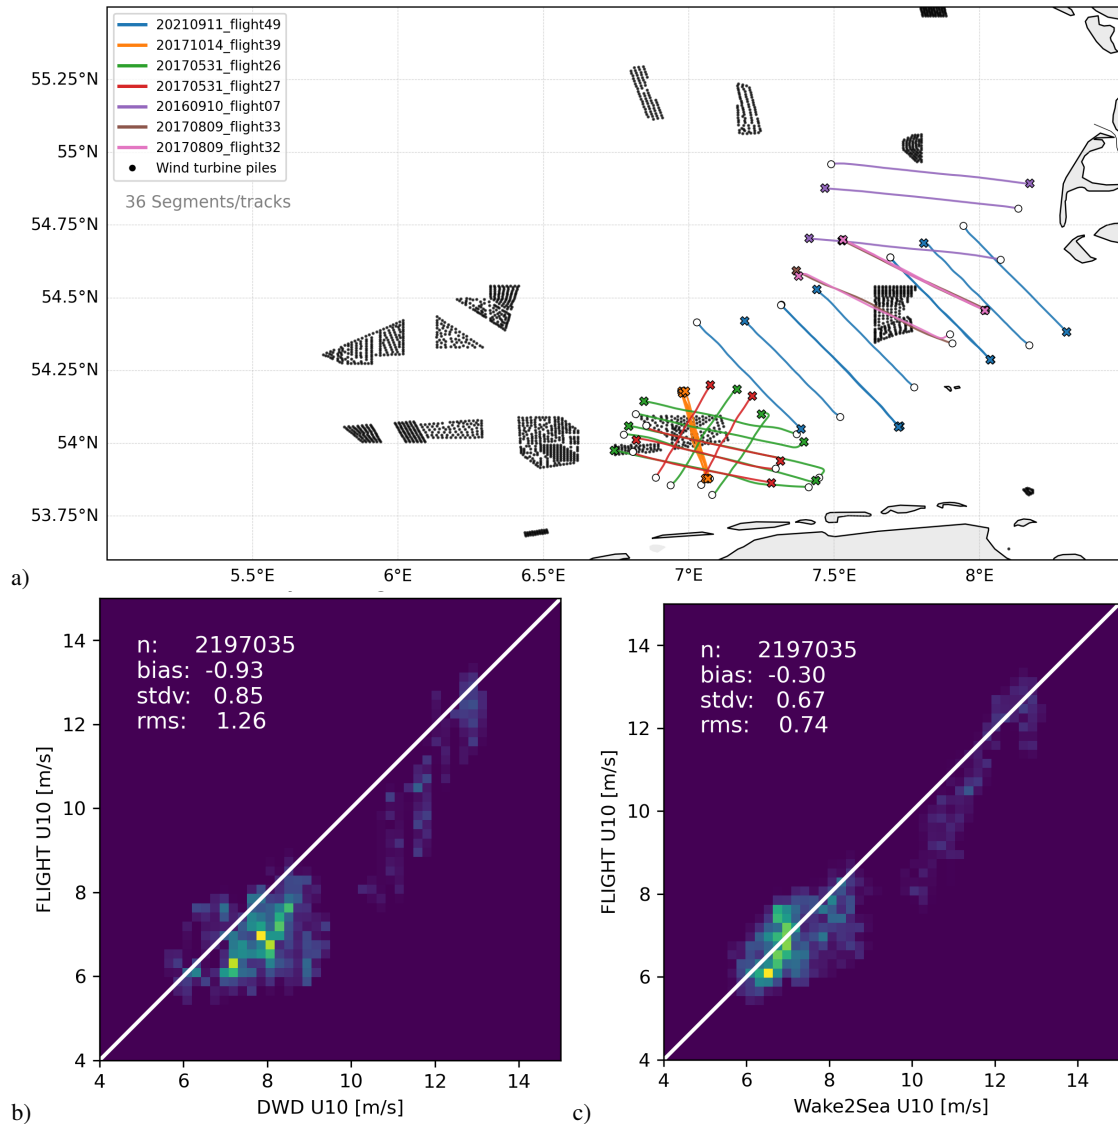 20210911_flight49
20171014_flight39
20170531_flight26
20170531_flight27
20160910_flight07
20170809_flight33
20170809_flight32
Wind turbine piles
36 Segments/tracks
55.25°N
55°N
54.75°N
54.5°N
54.25°N
54°N
53.75°N
5.5°E
6°E
6.5°E
7°E
7.5°E
8°E
a)
n: 2197035
bias: -0.93
stdv: 0.85
rms: 1.26
14
12
10
8
6
4
FLIGHT U10 [m/s]
4 6 8 10 12 14
DWD U10 [m/s]
b)
n: 2197035
bias: -0.30
stdv: 0.67
rms: 0.74
14
12
10
8
6
4
FLIGHT U10 [m/s]
4 6 8 10 12 14
Wake2Sea U10 [m/s]
c)